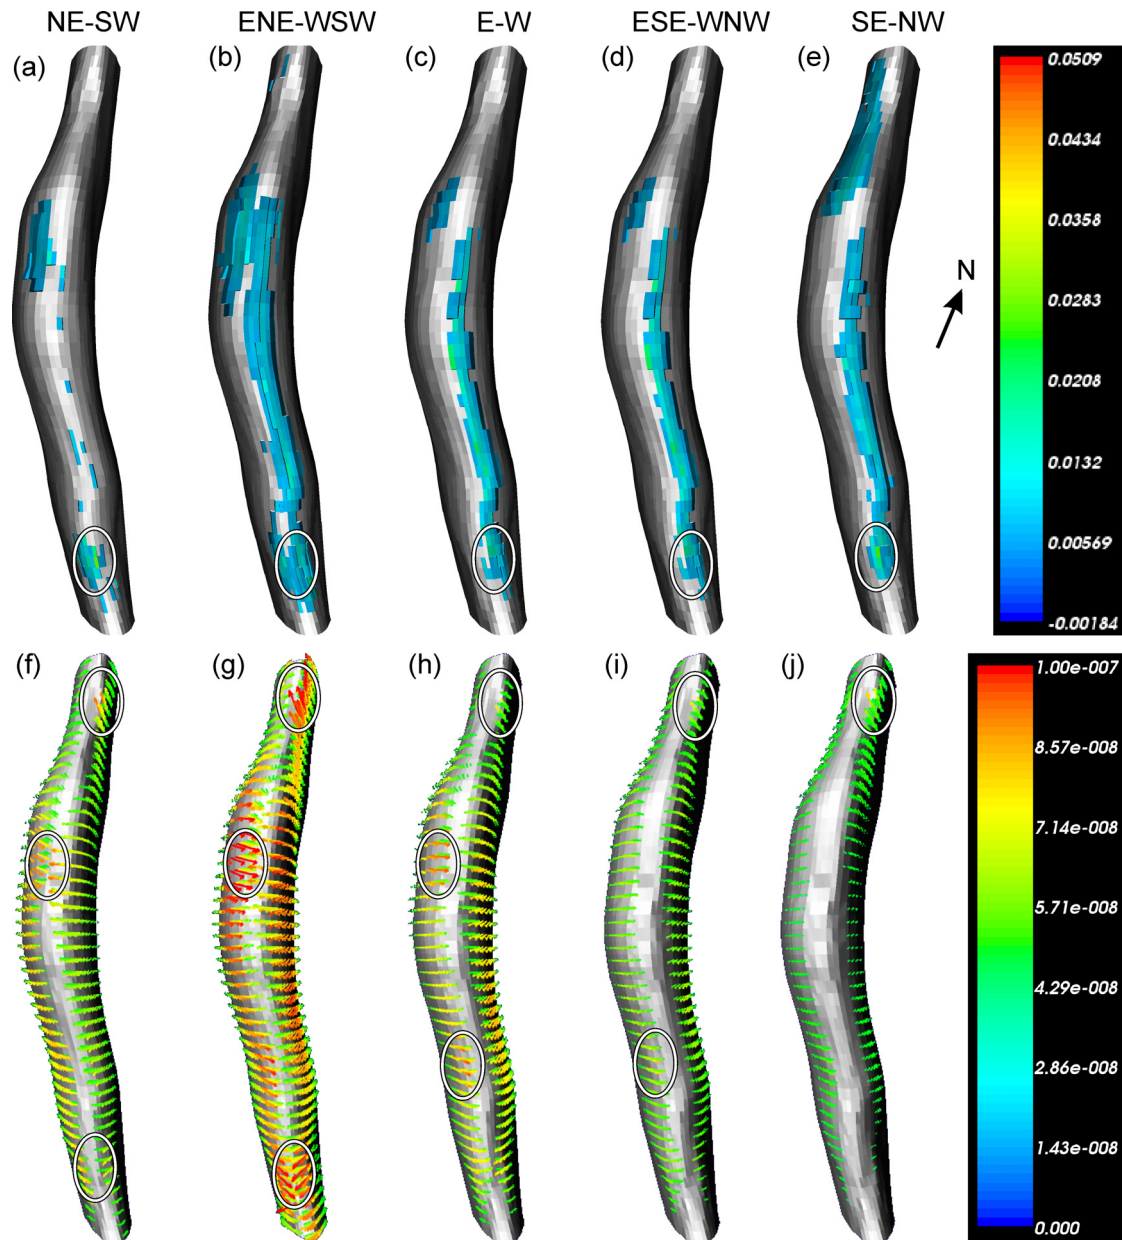 NE-SW ENE-WSW E-W ESE-WNW SE-NW
(a) (b) (c) (d) (e)
0.0509
0.0434
0.0358
N
0.0283
0.0208
0.0132
0.00569
-0.00184
(f) (g) (h) (i) (j)
1.00e-007
8.57e-008
7.14e-008
5.71e-008
4.29e-008
2.86e-008
1.43e-008
0.000